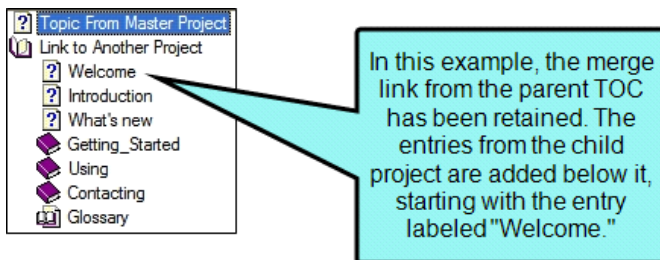 Topic From Master Project
Link to Another Project
Welcome
Introduction
What's new
Getting_Started
Using
Contacting
Glossary
In this example, the merge
link from the parent TOC
has been retained. The
entries from the child
project are added below it,
starting with the entry
labeled "Welcome."